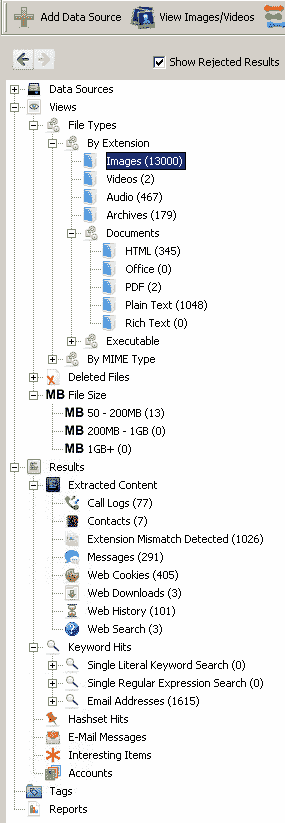 Add Data Source View Images/Videos
Show Rejected Results
Data Sources
Views
File Types
By Extension
Images (13000)
Videos (2)
Audio (467)
Archives (179)
Documents
HTML (345)
Office (0)
PDF (2)
Plain Text (1048)
Rich Text (0)
Executable
By MIME Type
Deleted Files
MB File Size
MB 50 - 200MB (13)
MB 200MB - 1GB (0)
MB 1GB+ (0)
Results
Extracted Content
Call Logs (77)
Contacts (7)
Extension Mismatch Detected (1026)
Messages (291)
Web Cookies (405)
Web Downloads (3)
Web History (101)
Web Search (3)
Keyword Hits
Single Literal Keyword Search (0)
Single Regular Expression Search (0)
Email Addresses (1615)
Hashset Hits
E-Mail Messages
Interesting Items
Accounts
Tags
Reports